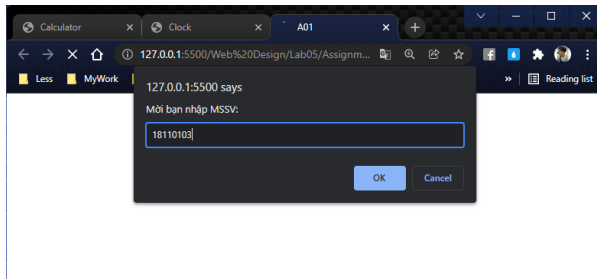 Calculator
Clock
A01
127.0.0.1:5500/Web%20Design/Lab05/Assignm...
Less
MyWork
»
Reading list
127.0.0.1:5500 says
Mời bạn nhập MSSV:
18110103
OK
Cancel